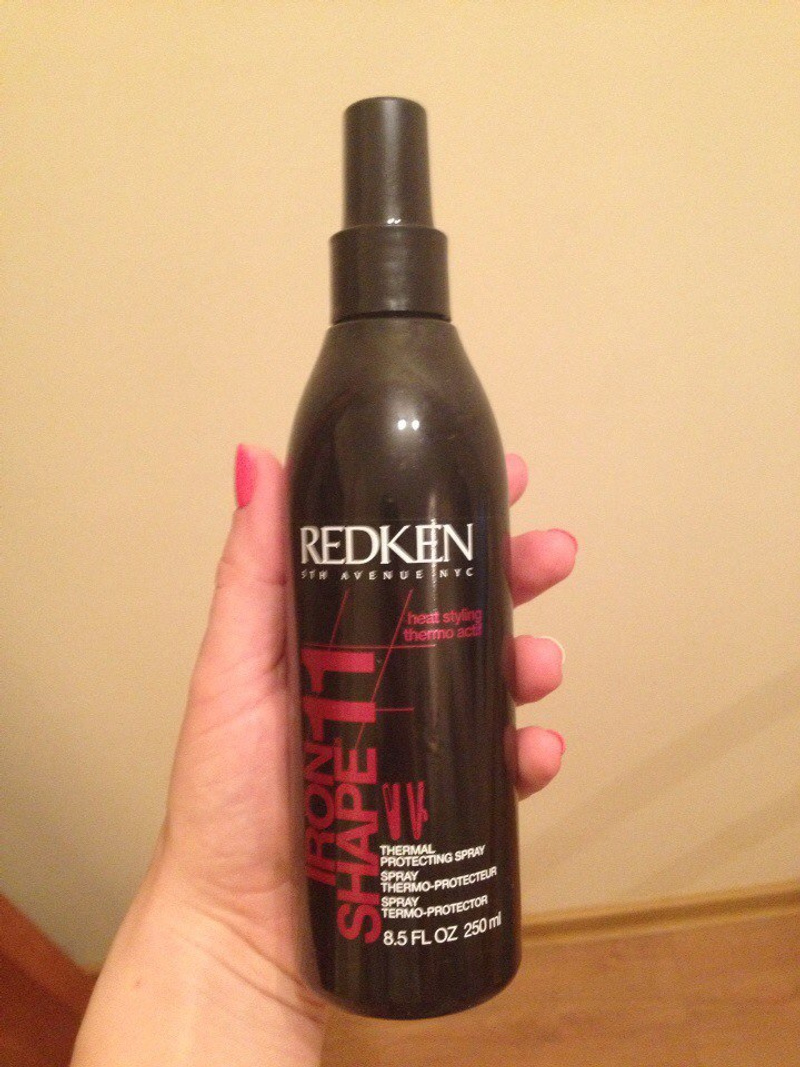 REDKEN
5TH AVENUE NYC
heat styling
thermo actif
IRON
SHAPE 11
THERMAL
PROTECTING SPRAY
SPRAY
THERMO-PROTECTEUR
SPRAY
TERMO-PROTECTOR
8.5 FL OZ 250 ml